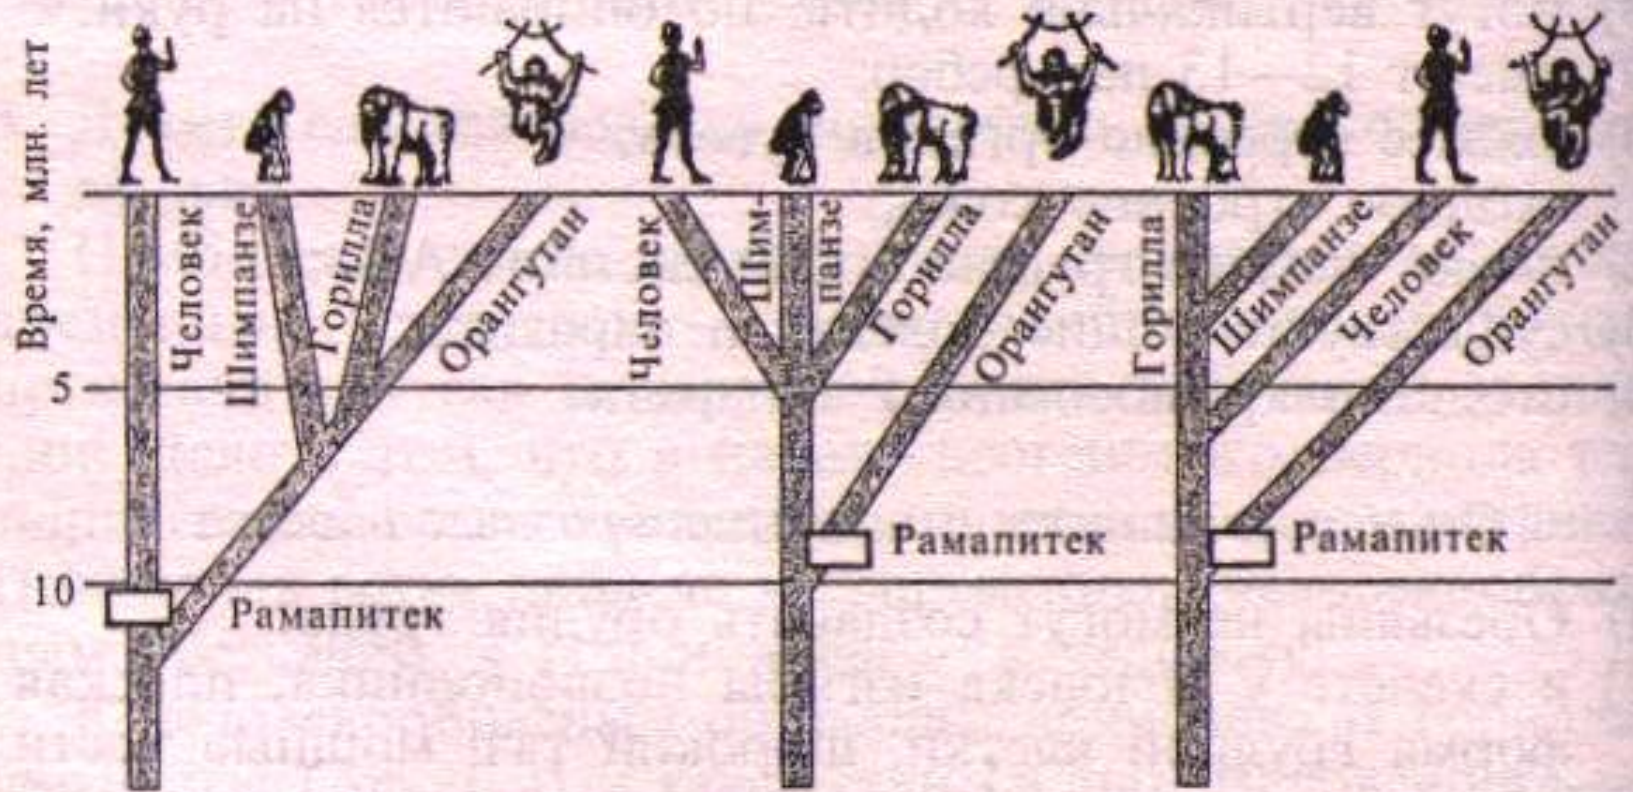 Время, млн. лет
5
10
Человек
Шимпанзе
Горилла
Орангутан
Рамапитек
Человек
Шим-
панзе
Горилла
Орангутан
Рамапитек
Горилла
Шимпанзе
Человек
Орангутан
Рамапитек